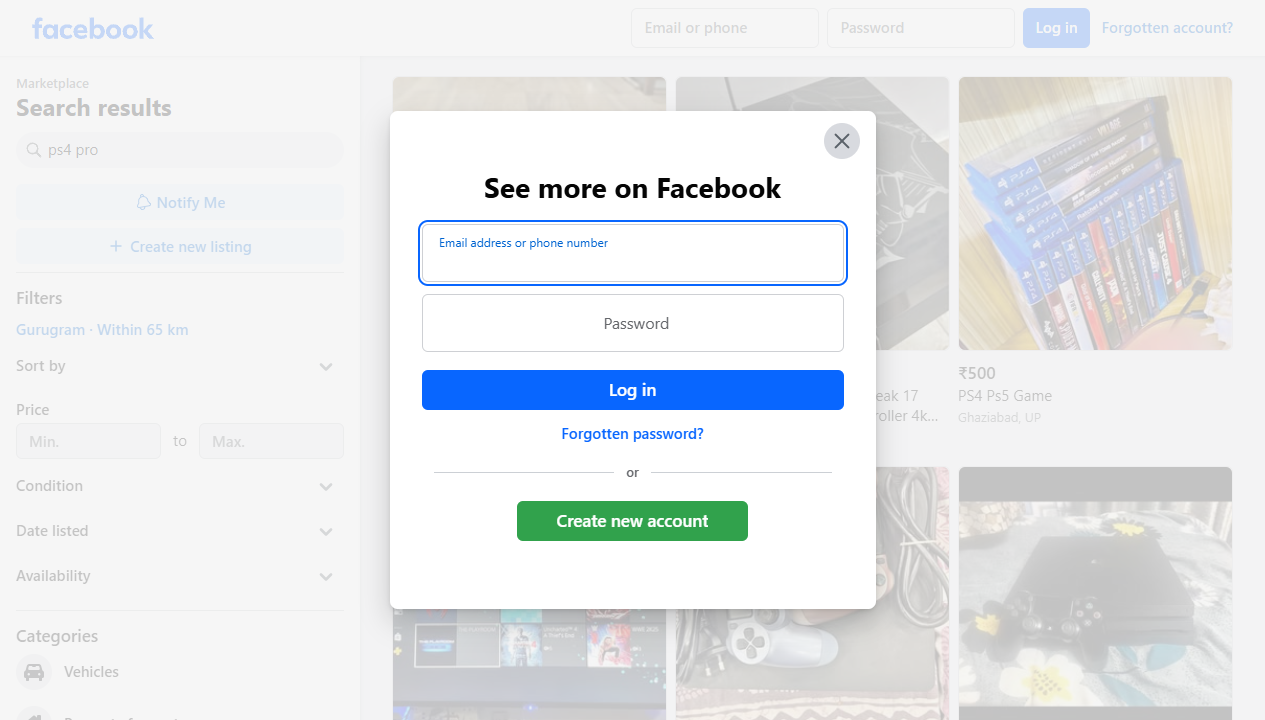 facebook
Email or phone
Password
Log in
Forgotten account?
Marketplace
Search results
ps4 pro
Notify Me
Create new listing
Filters
Gurugram · Within 65 km
Sort by
Price
Min.
to
Max.
Condition
Date listed
Availability
Categories
Vehicles
See more on Facebook
Email address or phone number
Password
Log in
Forgotten password?
or
Create new account
eak 17
roller 4k...
₹500
PS4 Ps5 Game
Ghaziabad, UP